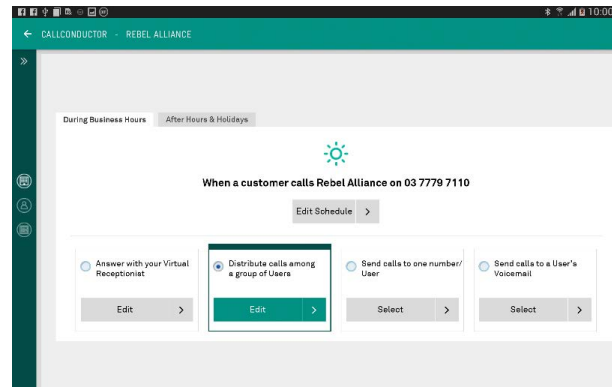 10:00
CALLCONDUCTOR - REBEL ALLIANCE
During Business Hours After Hours & Holidays
When a customer calls Rebel Alliance on 03 7779 7110
Edit Schedule
Answer with your Virtual
Receptionist
Edit
Distribute calls among
a group of Users
Edit
Send calls to one number/
User
Select
Send calls to a User's
Voicemail
Select